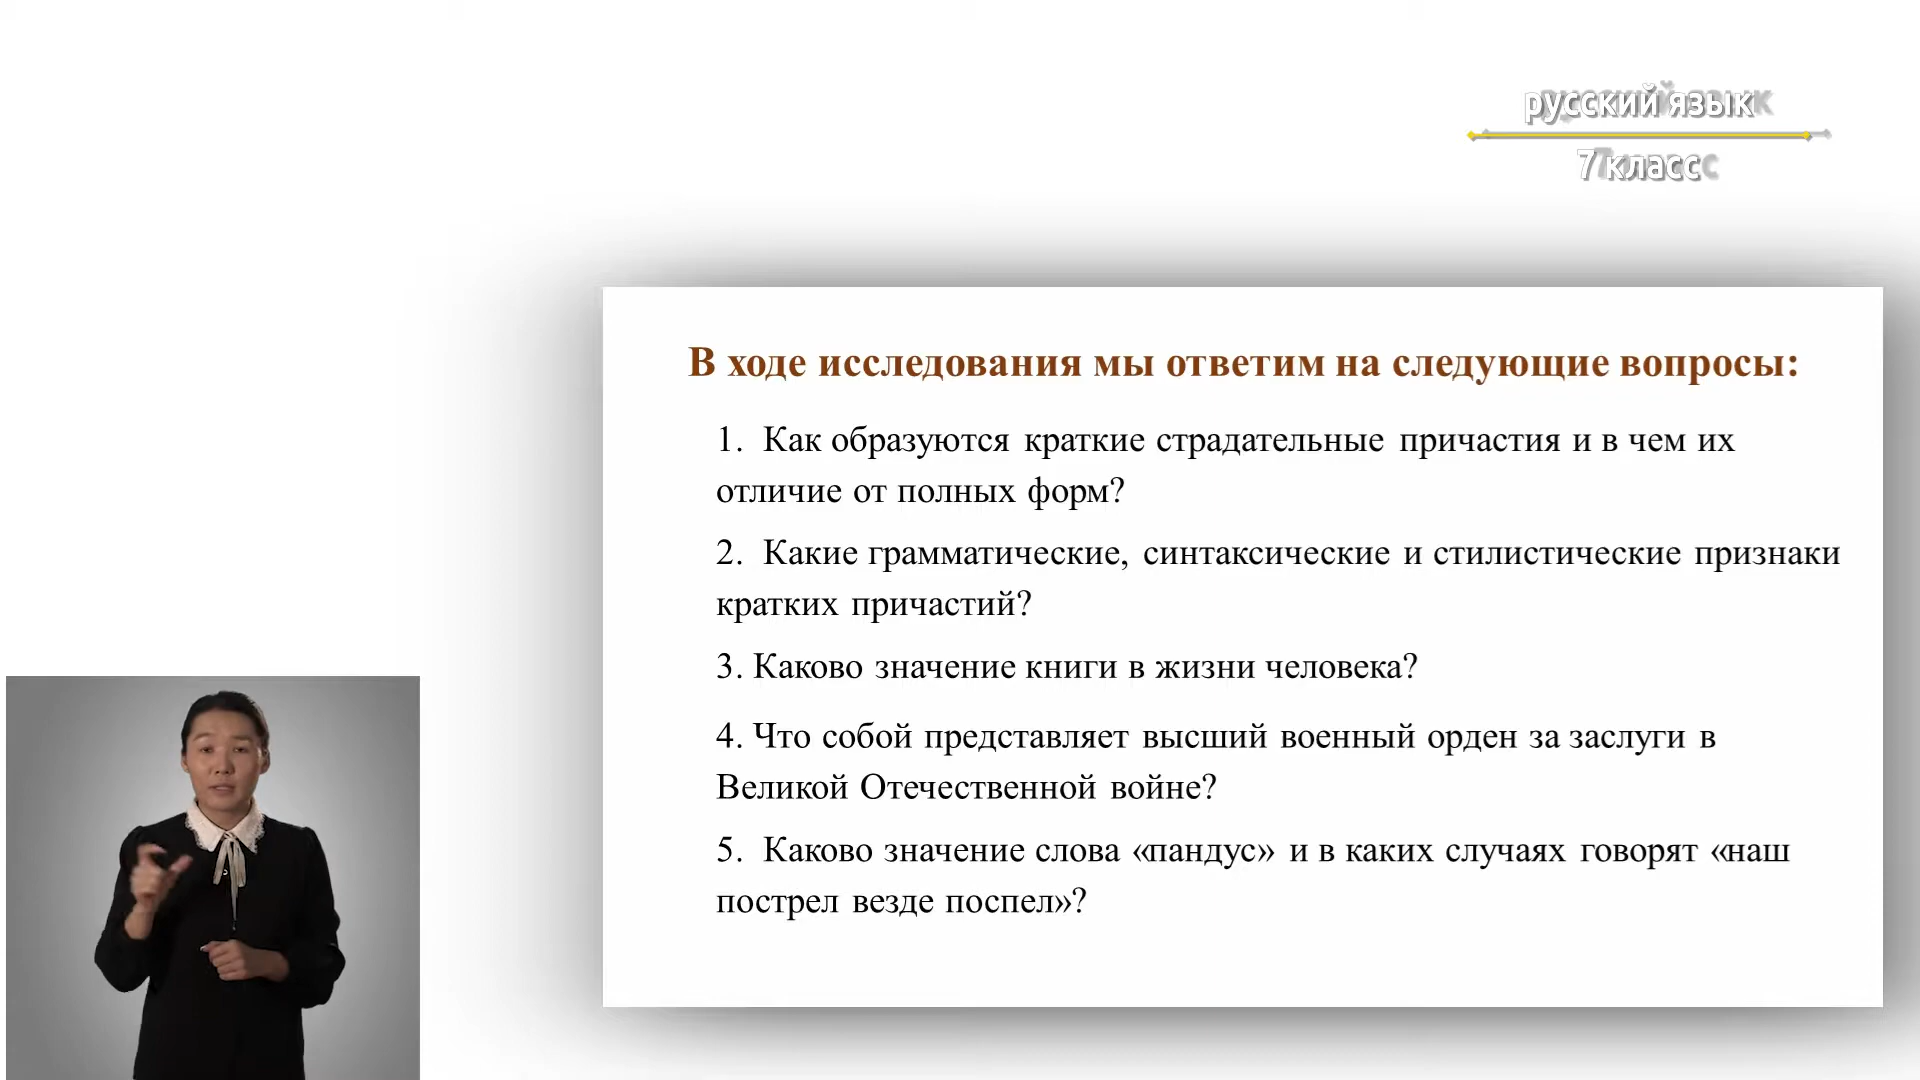 русский язык
7 класс
В ходе исследования мы ответим на следующие вопросы:
1. Как образуются краткие страдательные причастия и в чем их
отличие от полных форм?
2. Какие грамматические, синтаксические и стилистические признаки
кратких причастий?
3. Каково значение книги в жизни человека?
4. Что собой представляет высший военный орден за заслуги в
Великой Отечественной войне?
5. Каково значение слова «пандус» и в каких случаях говорят «наш
пострел везде поспел»?